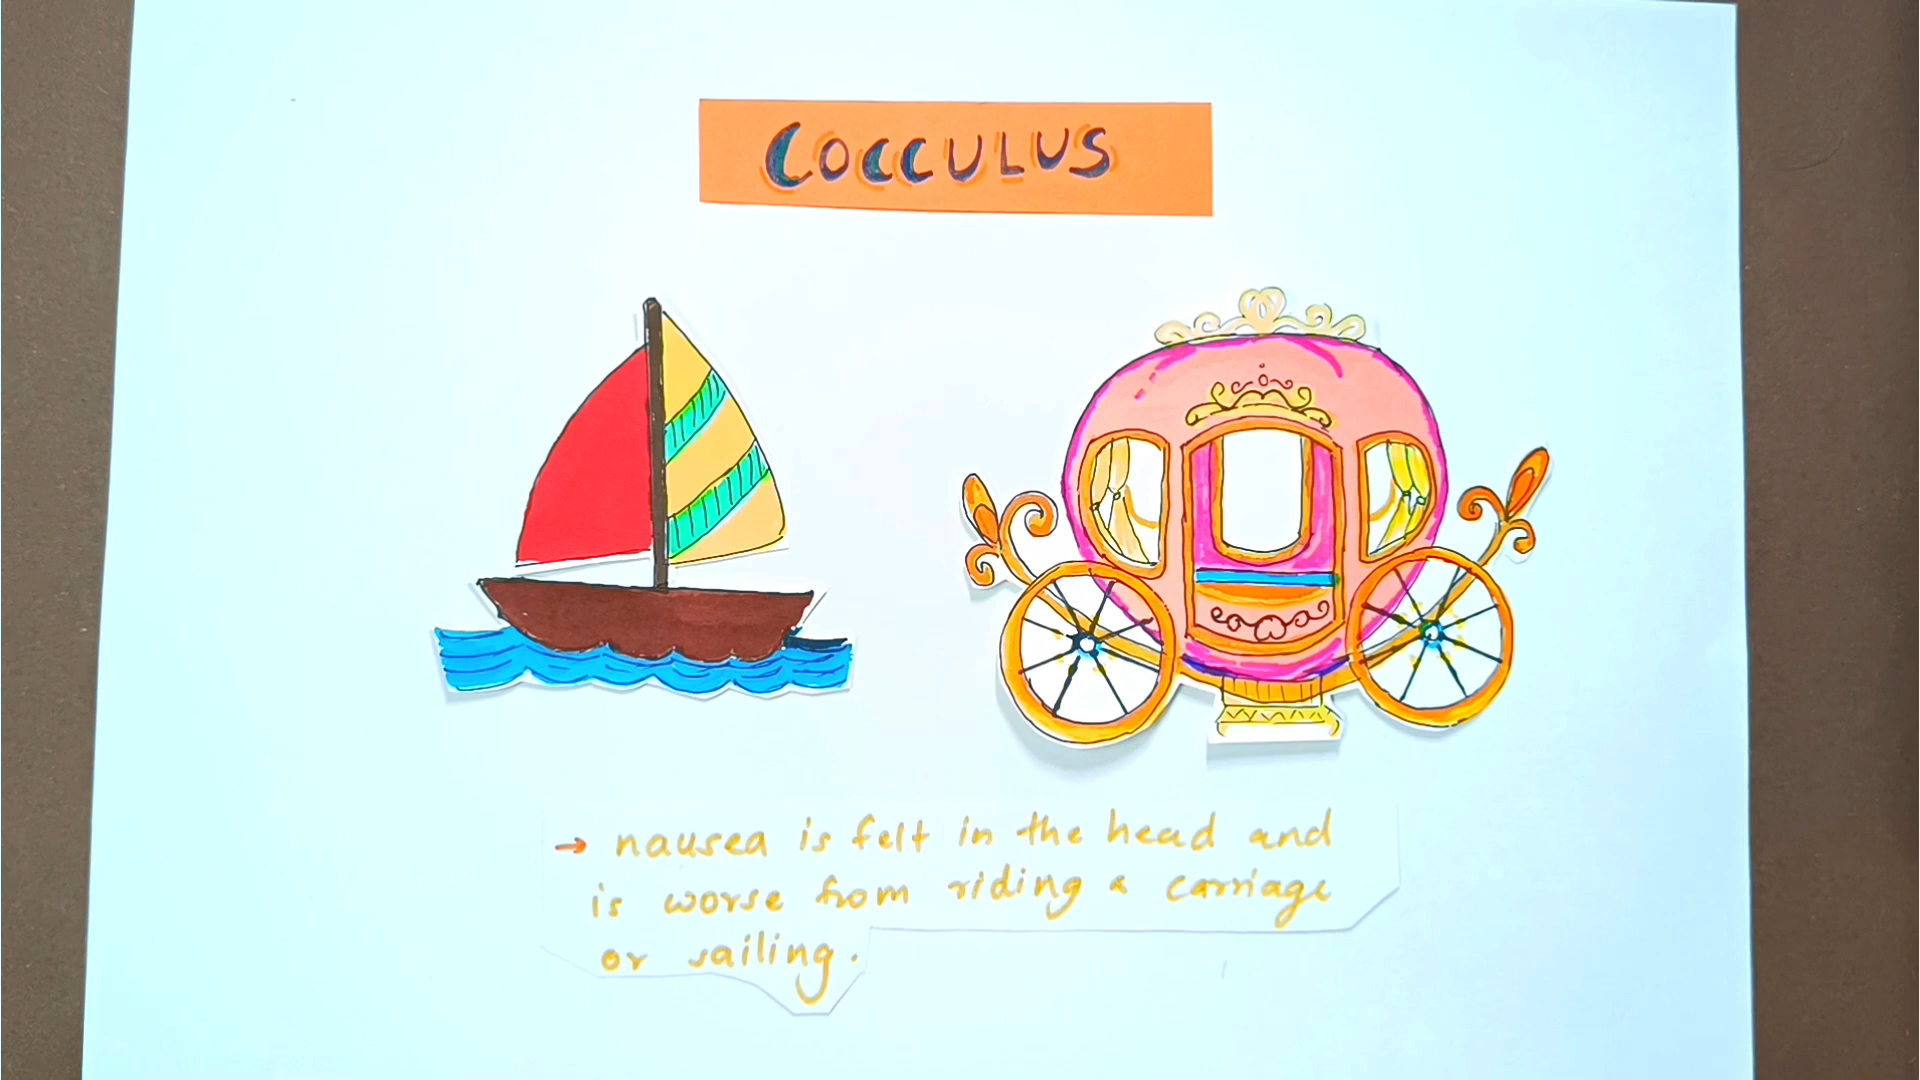 COCCULUS
→ nausea is felt in the head and
is worse from riding a carriage
or sailing.